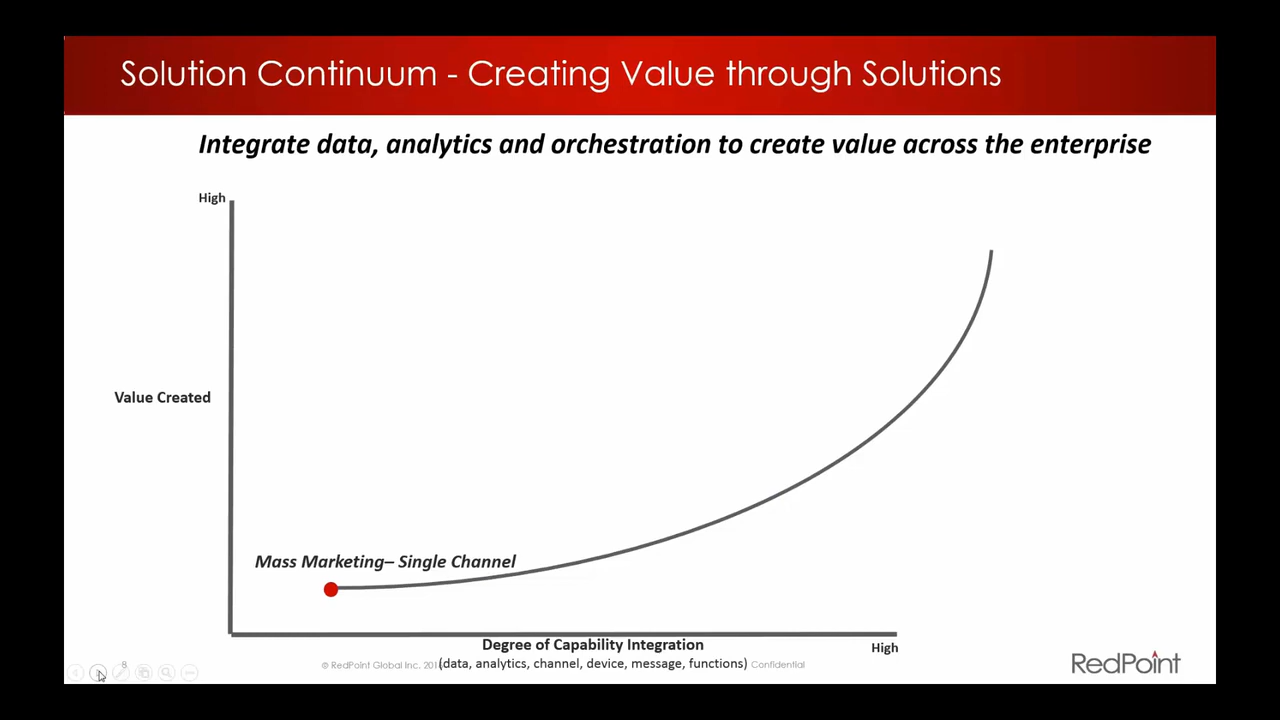 Solution Continuum - Creating Value through Solutions
Integrate data, analytics and orchestration to create value across the enterprise
High
Value Created
Mass Marketing– Single Channel
Degree of Capability Integration
High
© RedPoint Global Inc. 201 (data, analytics, channel, device, message, functions) Confidential
8
RedPoint